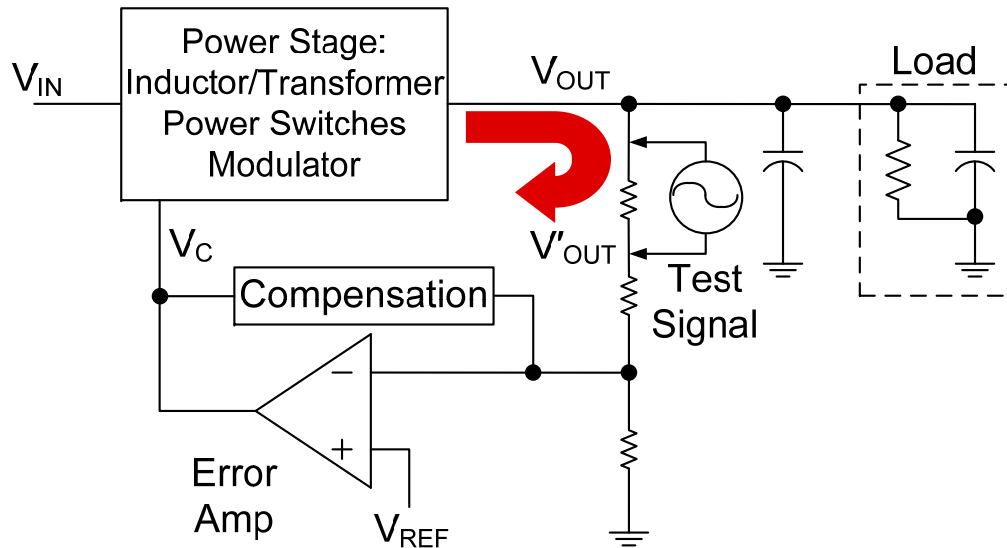 Power Stage:
Inductor/Transformer
Power Switches
Modulator
VIN
VOUT
Load
V'OUT
VC
Compensation
Test
Signal
−
+
Error
Amp
VREF